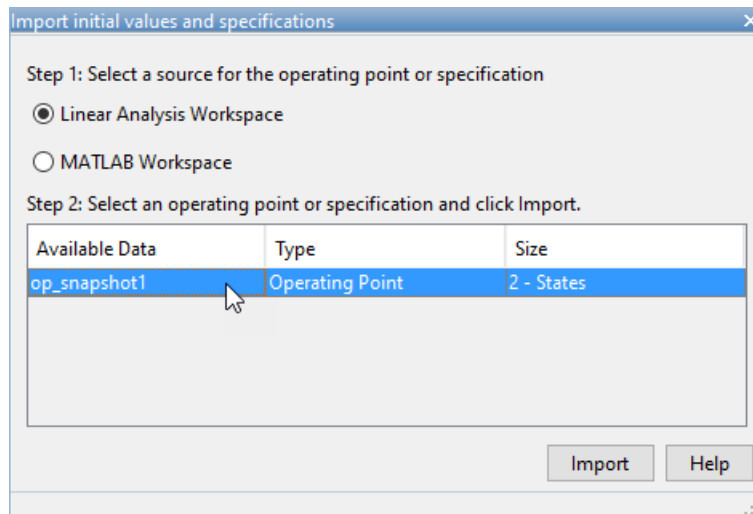 Import initial values and specifications
Step 1: Select a source for the operating point or specification
Linear Analysis Workspace
MATLAB Workspace
Step 2: Select an operating point or specification and click Import.
Available Data Type Size
op_snapshot1 Operating Point 2 - States
Import Help